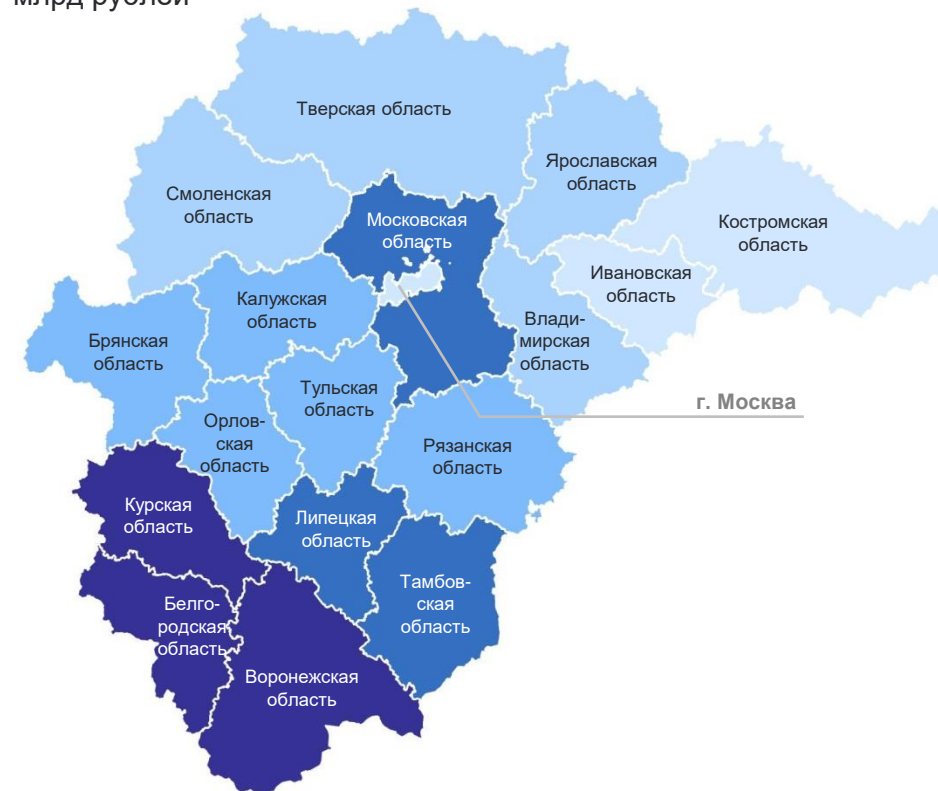 млрд рублей
Тверская область
Ярославская
область
Смоленская
область
Московская
область
Костромская
область
Ивановская
область
Калужская
область
Влади-
мирская
область
Брянская
область
Тульская
область
г. Москва
Орлов-
ская
область
Рязанская
область
Курская
область
Липецкая
область
Тамбов-
ская
область
Белго-
родская
область
Воронежская
область